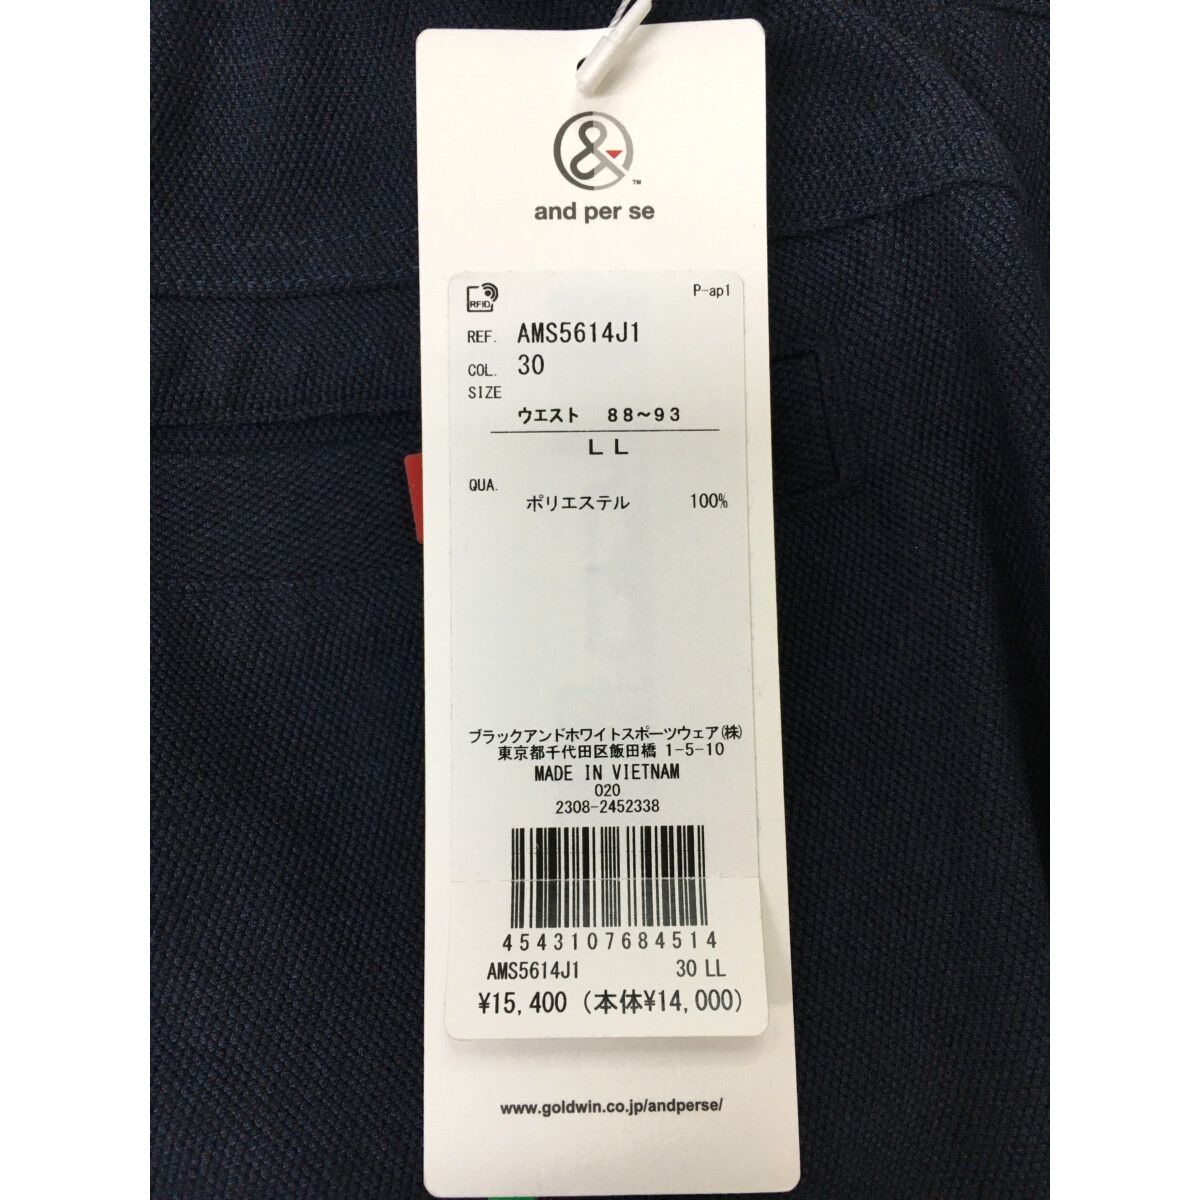 &
TM
and per se
RFID
P-ap1
REF. AMS5614J1
COL. 30
SIZE
ウエスト 88~93
LL
QUA.
ポリエステル 100%
ブラックアンドホワイトスポーツウェア(株)
東京都千代田区飯田橋 1-5-10
MADE IN VIETNAM
020
2308-2452338
4543107684514
AMS5614J1 30 LL
¥15,400 (本体¥14,000)
www.goldwin.co.jp/andperse/